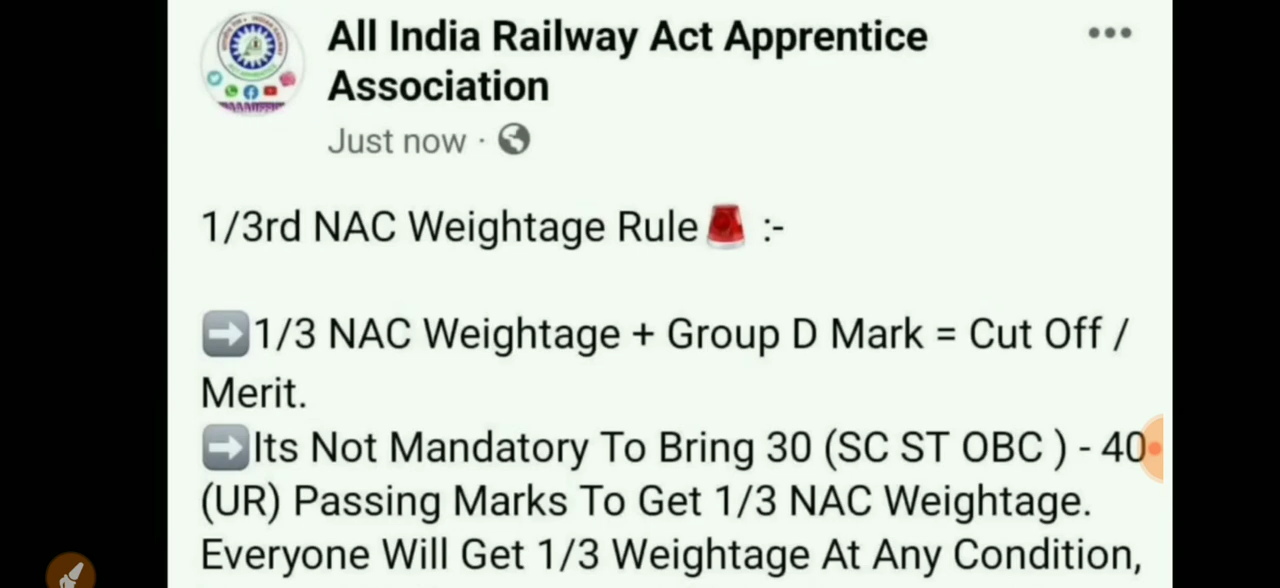 All India Railway Act Apprentice
Association
Just now ·
1/3rd NAC Weightage Rule🚨 :-
➡️1/3 NAC Weightage + Group D Mark = Cut Off /
Merit.
➡️Its Not Mandatory To Bring 30 (SC ST OBC ) - 40
(UR) Passing Marks To Get 1/3 NAC Weightage.
Everyone Will Get 1/3 Weightage At Any Condition,